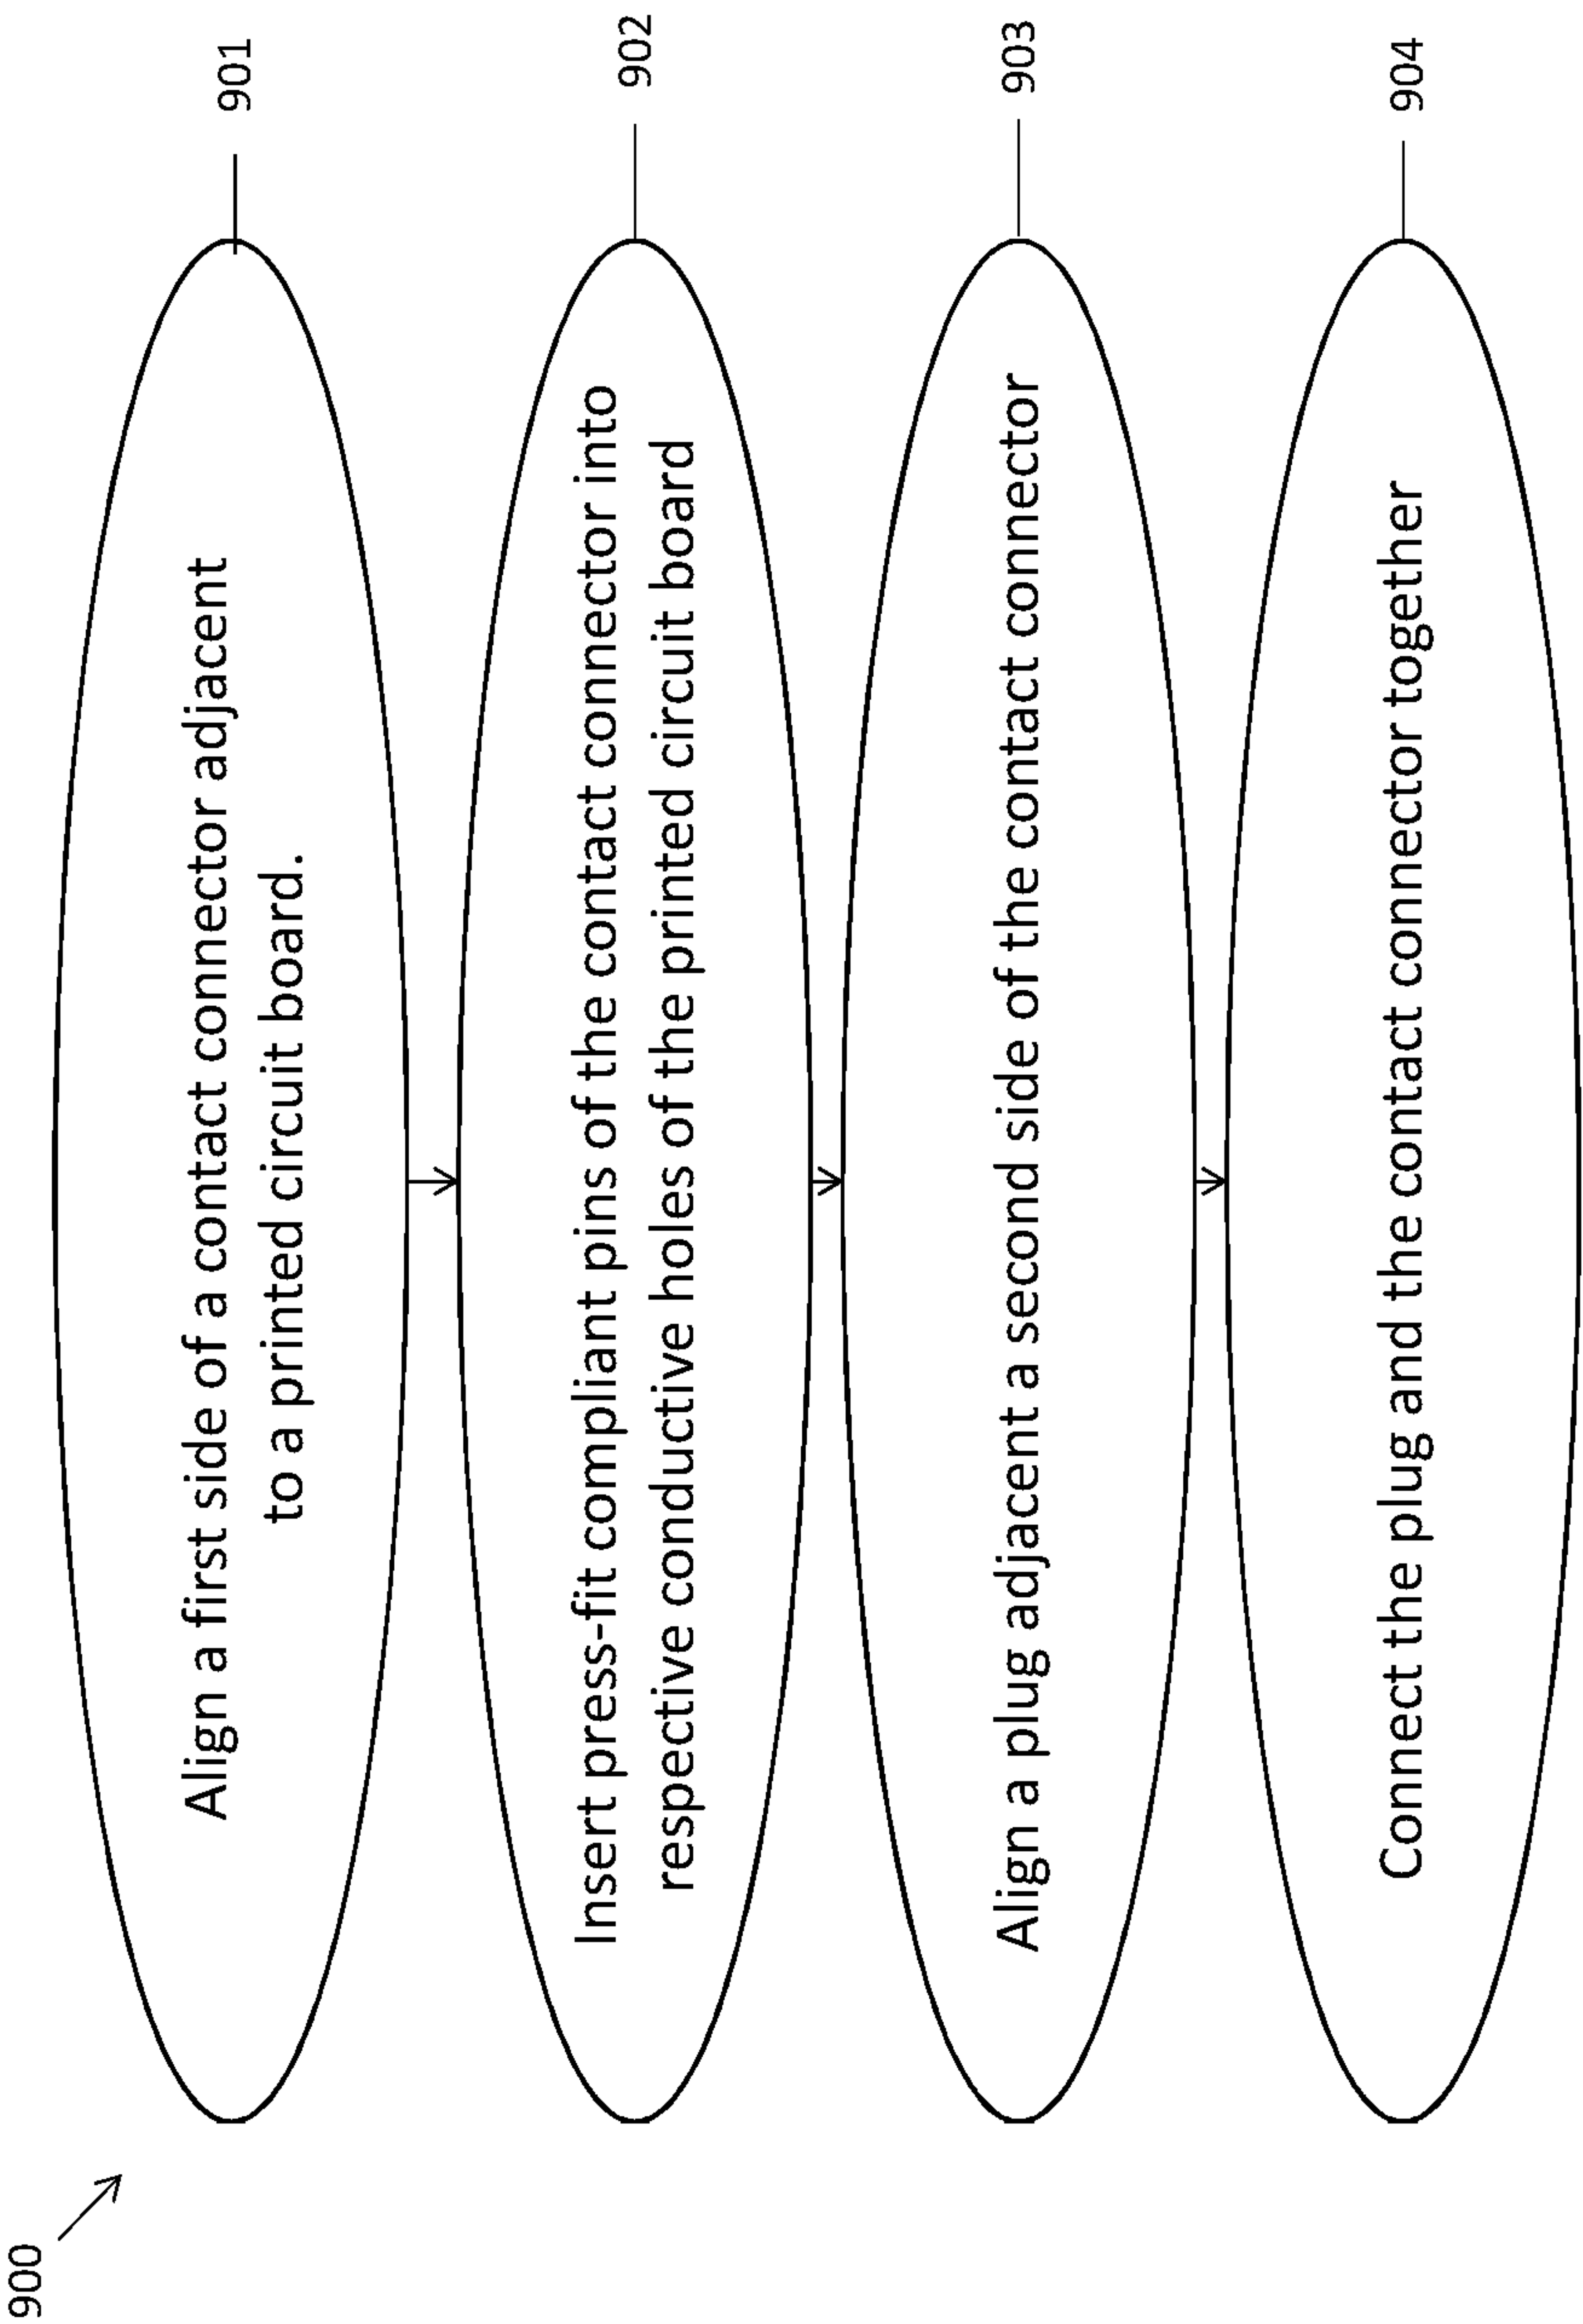 900
Align a first side of a contact connector adjacent
to a printed circuit board.
901
Insert press-fit compliant pins of the contact connector into
respective conductive holes of the printed circuit board
902
Align a plug adjacent a second side of the contact connector
903
Connect the plug and the contact connector together
904